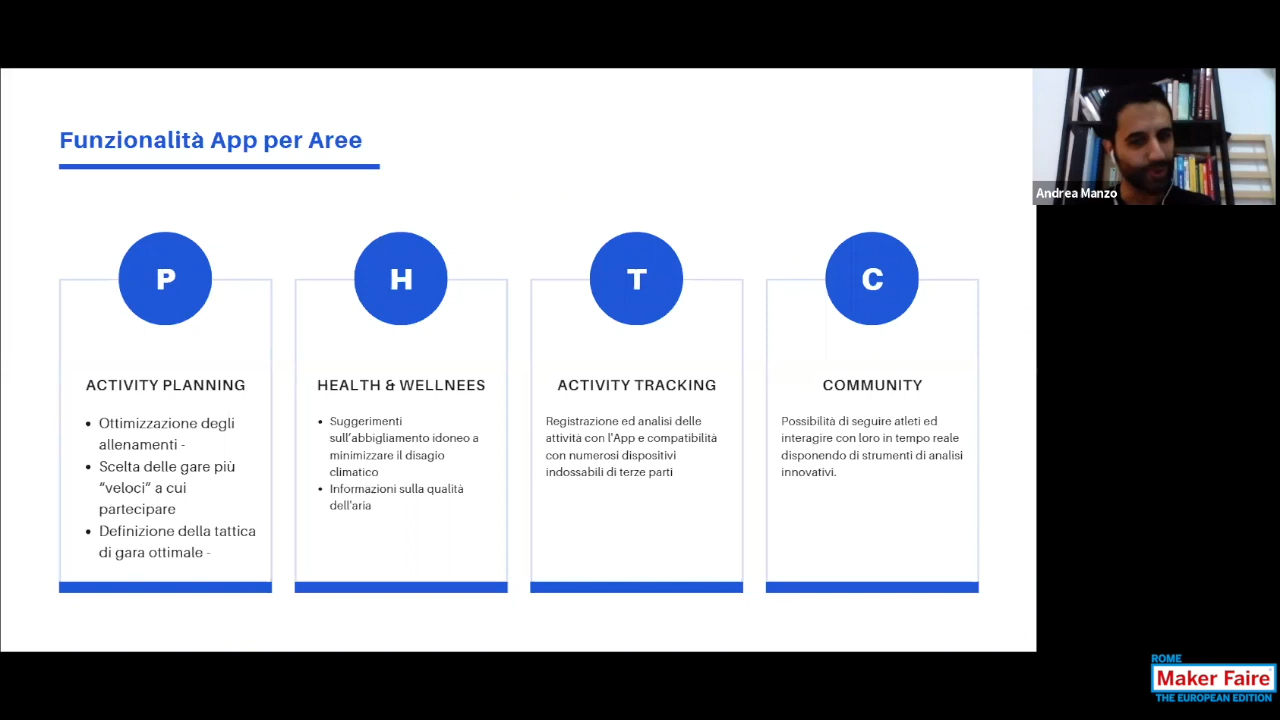 Funzionalità App per Aree
P
ACTIVITY PLANNING
• Ottimizzazione degli
allenamenti -
• Scelta delle gare più
“veloci” a cui
partecipare
• Definizione della tattica
di gara ottimale -
H
HEALTH & WELLNEES
• Suggerimenti
sull’abbigliamento idoneo a
minimizzare il disagio
climatico
• Informazioni sulla qualità
dell'aria
T
ACTIVITY TRACKING
Registrazione ed analisi delle
attività con l'App e compatibilità
con numerosi dispositivi
indossabili di terze parti
C
COMMUNITY
Possibilità di seguire atleti ed
interagire con loro in tempo reale
disponendo di strumenti di analisi
innovativi.
Andrea Manzo
ROME
Maker Faire
THE EUROPEAN EDITION